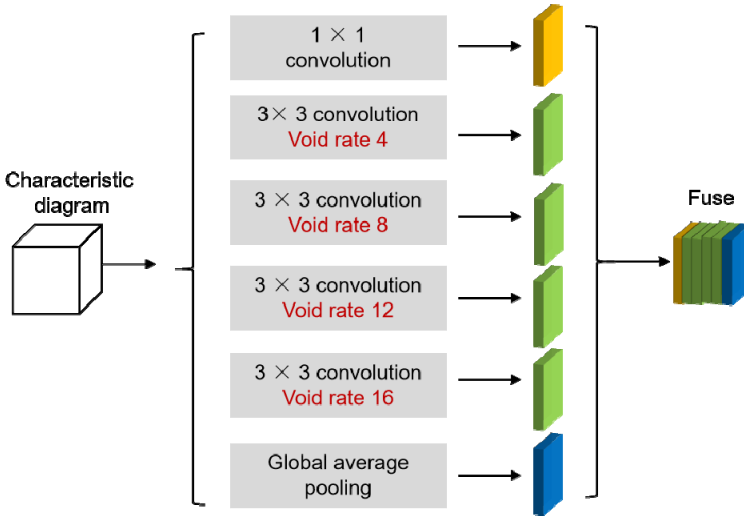 Characteristic
diagram
1 × 1
convolution
3× 3 convolution
Void rate 4
3 × 3 convolution
Void rate 8
3 × 3 convolution
Void rate 12
3 × 3 convolution
Void rate 16
Global average
pooling
Fuse